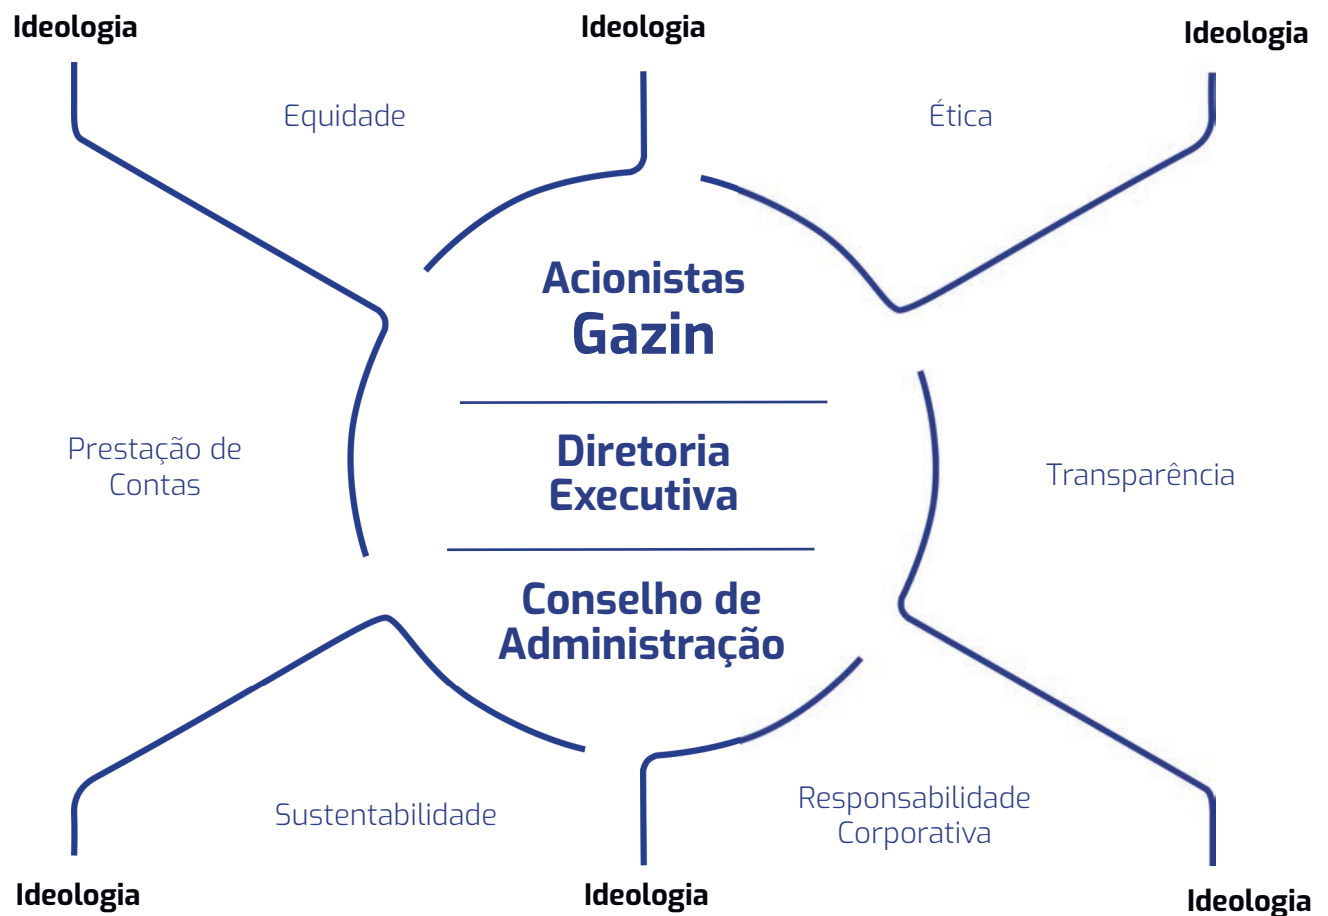 Ideologia
Ideologia
Ideologia
Equidade
Ética
Acionistas
Gazin
Prestação de
Contas
Diretoria
Executiva
Transparência
Conselho de
Administração
Sustentabilidade
Responsabilidade
Corporativa
Ideologia
Ideologia
Ideologia